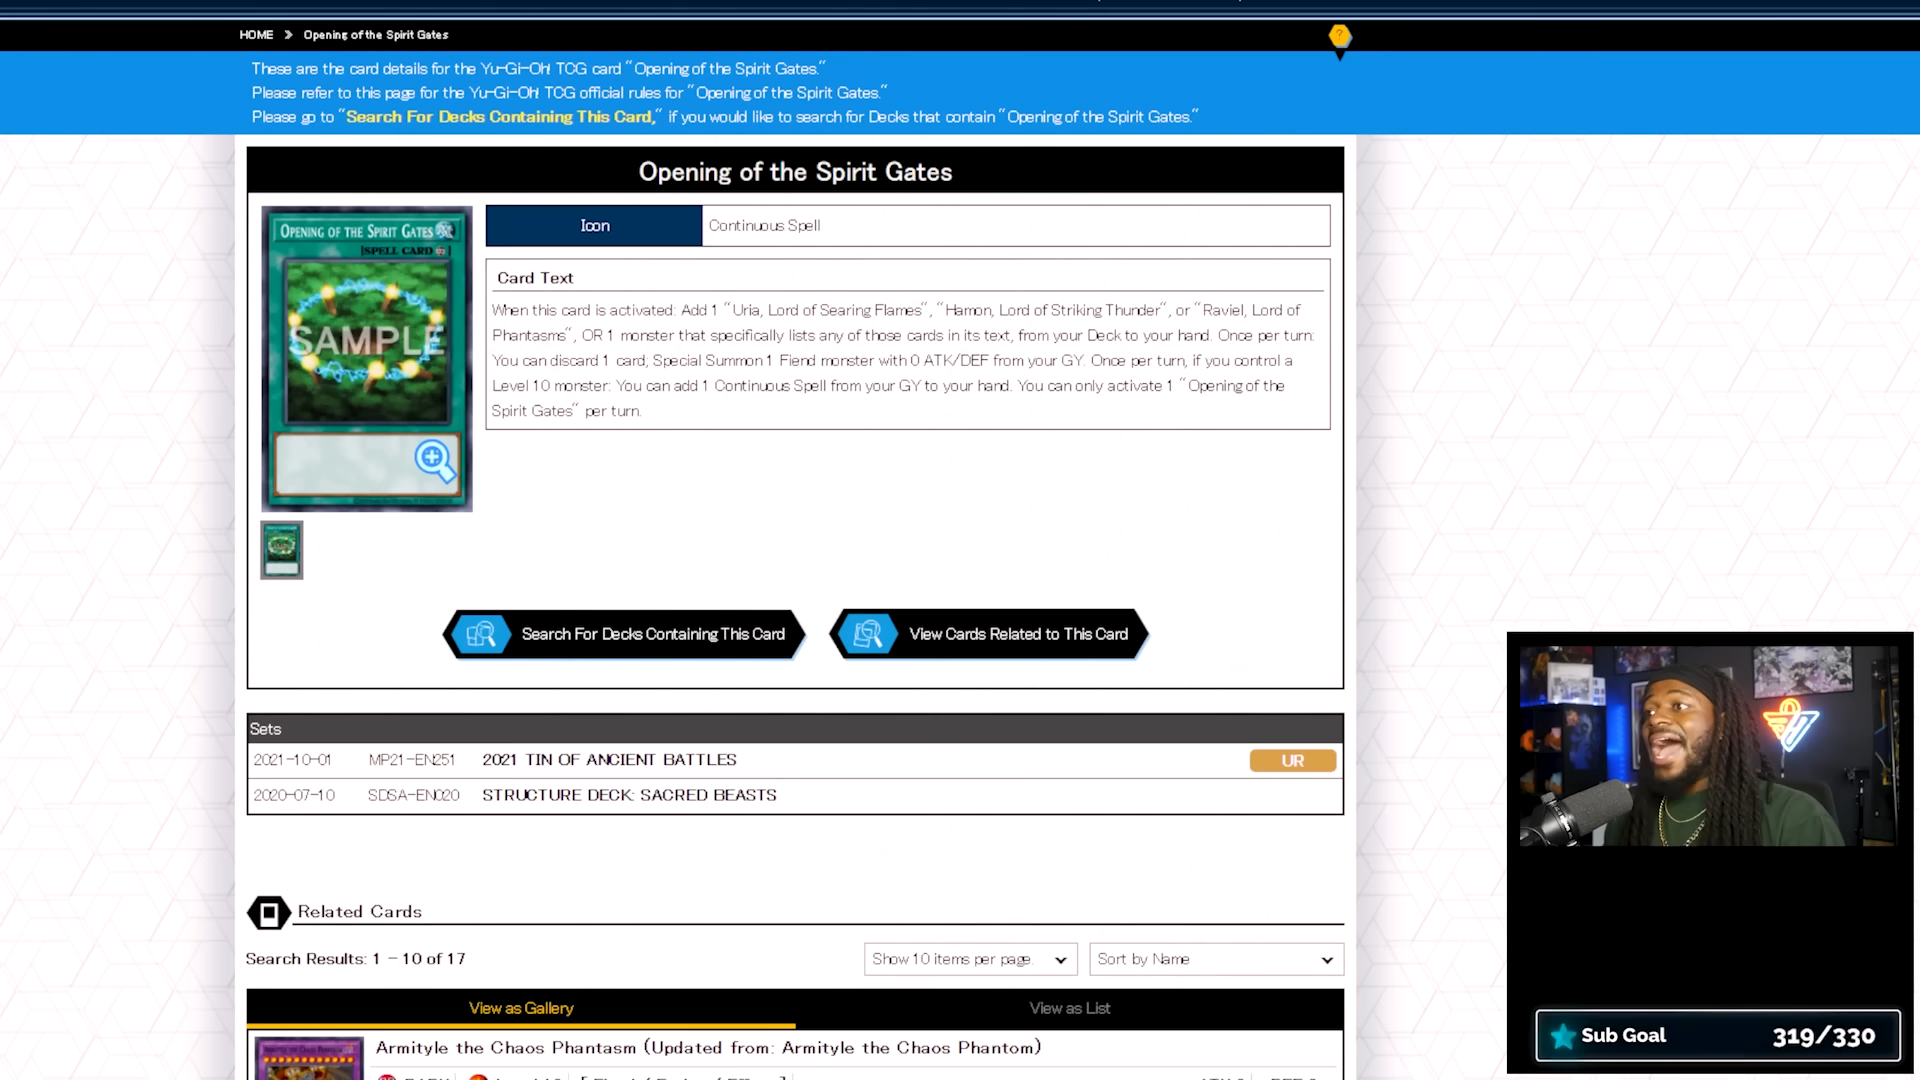 HOME » Opening of the Spirit Gates
?
These are the card details for the Yu-Gi-Oh! TCG card "Opening of the Spirit Gates."
Please refer to this page for the Yu-Gi-Oh! TCG official rules for "Opening of the Spirit Gates."
Please go to "Search For Decks Containing This Card," if you would like to search for Decks that contain "Opening of the Spirit Gates."
Opening of the Spirit Gates
OPENING OF THE SPIRIT GATES
[SPELL CARD]
SAMPLE
Icon
Continuous Spell
Card Text
When this card is activated: Add 1 "Uria, Lord of Searing Flames", "Hamon, Lord of Striking Thunder", or "Raviel, Lord of
Phantasms", OR 1 monster that specifically lists any of those cards in its text, from your Deck to your hand. Once per turn:
You can discard 1 card; Special Summon 1 Fiend monster with 0 ATK/DEF from your GY. Once per turn, if you control a
Level 10 monster: You can add 1 Continuous Spell from your GY to your hand. You can only activate 1 "Opening of the
Spirit Gates" per turn.
Search For Decks Containing This Card
View Cards Related to This Card
Sets
2021-10-01 MP21-EN251 2021 TIN OF ANCIENT BATTLES UR
2020-07-10 SDSA-EN020 STRUCTURE DECK: SACRED BEASTS
Related Cards
Search Results: 1 - 10 of 17
Show 10 items per page.
Sort by Name
View as Gallery
View as List
Armityle the Chaos Phantasm (Updated from: Armityle the Chaos Phantom)
Sub Goal 319/330